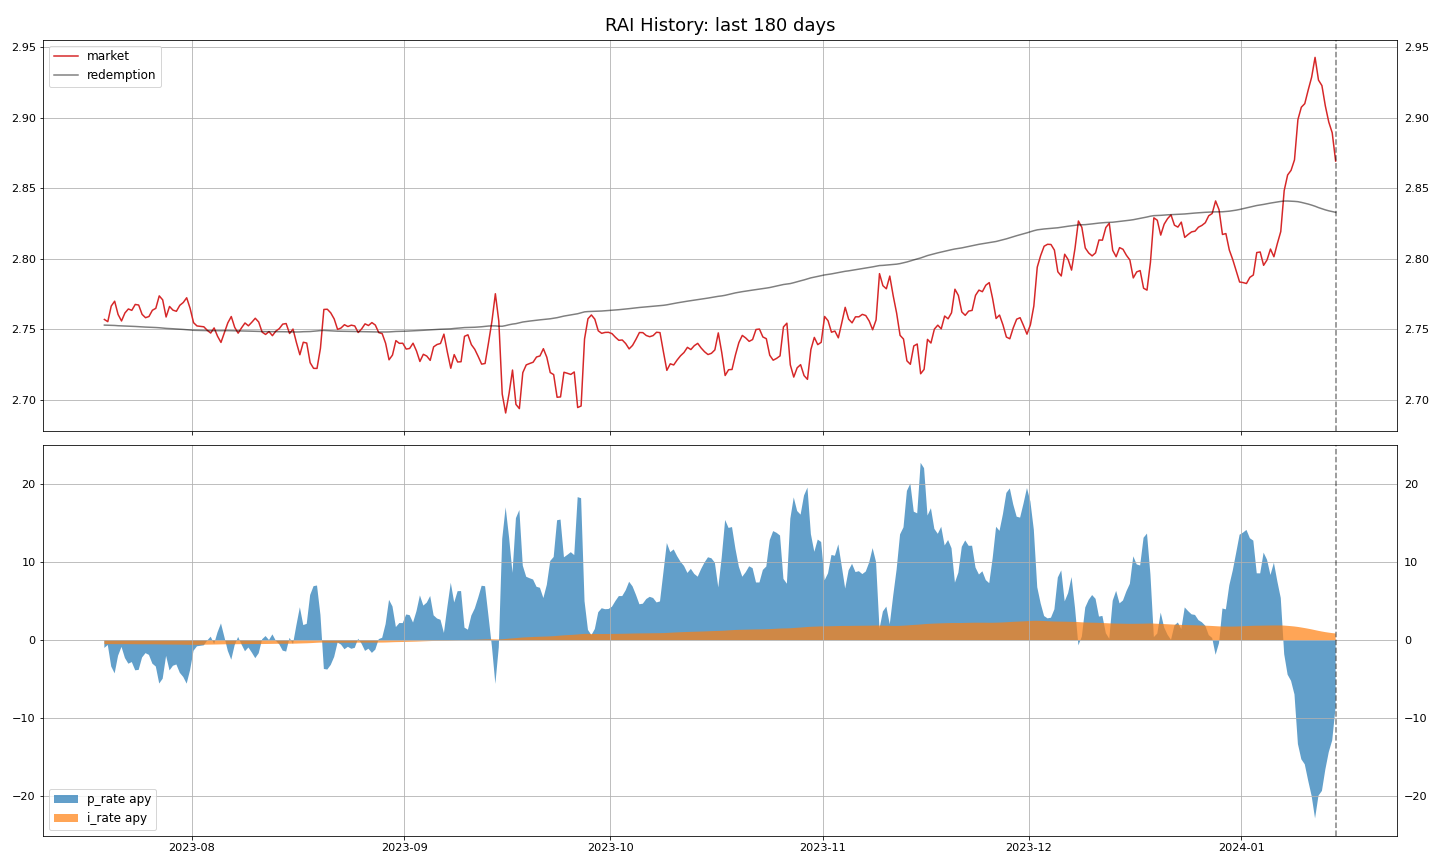 RAI History: last 180 days
market
redemption
2.95 2.95
2.90 2.90
2.85 2.85
2.80 2.80
2.75 2.75
2.70 2.70
20 20
10 10
0 0
−10 −10
−20 −20
p_rate apy
i_rate apy
2023-08 2023-09 2023-10 2023-11 2023-12 2024-01